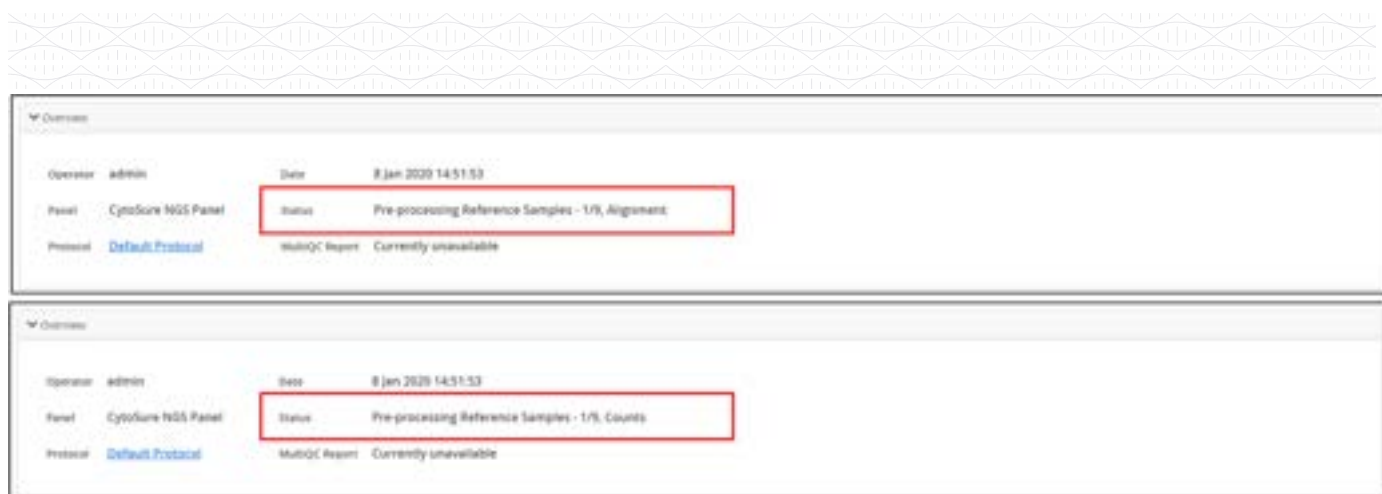 Overview
Operator admin Date 8 Jan 2020 14:51:53
Panel CytoSure NGS Panel Status Pre-processing Reference Samples - 1/9, Alignment
Protocol Default Protocol MultiQC Report Currently unavailable
Overview
Operator admin Date 8 Jan 2020 14:51:53
Panel CytoSure NGS Panel Status Pre-processing Reference Samples - 1/9, Counts
Protocol Default Protocol MultiQC Report Currently unavailable